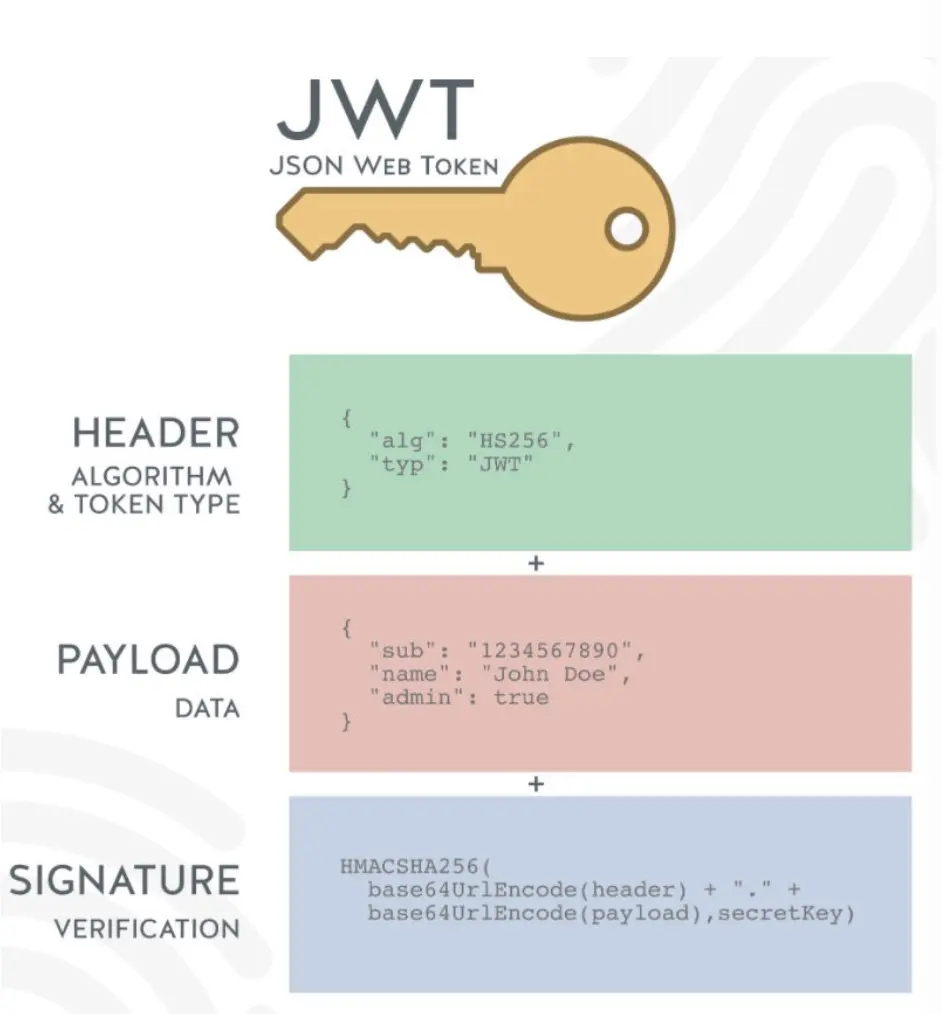 JWT
JSON WEB TOKEN
HEADER
ALGORITHM
& TOKEN TYPE
{
"alg": "HS256",
"typ": "JWT"
}
+
PAYLOAD
DATA
{
"sub": "1234567890",
"name": "John Doe",
"admin": true
}
+
SIGNATURE
VERIFICATION
HMACSHA256(
base64UrlEncode(header) + "." +
base64UrlEncode(payload),secretKey)